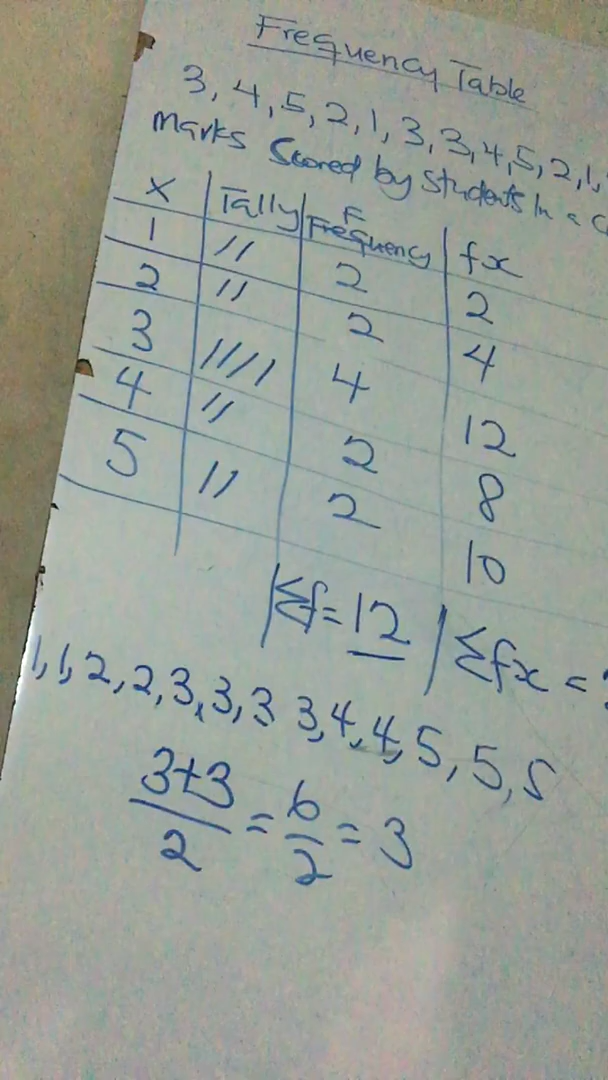 Frequency Table
3, 4, 5, 2, 1, 3, 3, 4, 5, 2, 1,
Marks Scored by Students in a
X Tally F Frequency fx
1 // 2 2
2 // 2 4
3 //// 4 12
4 // 2 8
5 // 2 10
Σf = 12 Σfx =
1, 1, 2, 2, 3, 3, 3 3, 4, 4, 5, 5, 5
3+3/2 = 6/2 = 3